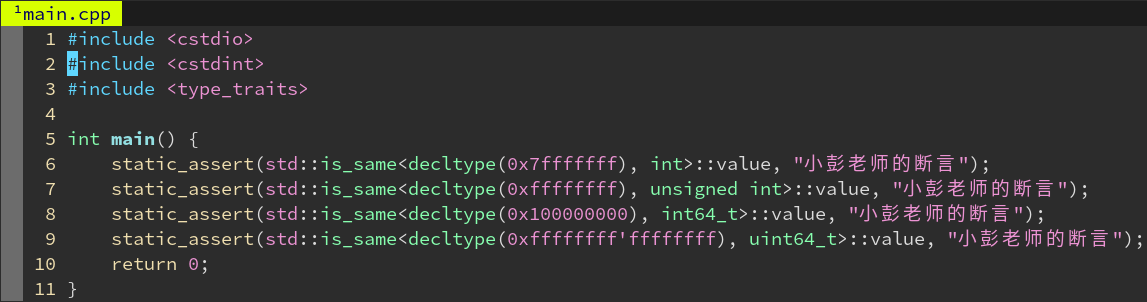 ¹main.cpp
1 #include <cstdio>
2 #include <cstdint>
3 #include <type_traits>
4
5 int main() {
6     static_assert(std::is_same<decltype(0x7fffffff), int>::value, "小彭老师的断言");
7     static_assert(std::is_same<decltype(0xffffffff), unsigned int>::value, "小彭老师的断言");
8     static_assert(std::is_same<decltype(0x100000000), int64_t>::value, "小彭老师的断言");
9     static_assert(std::is_same<decltype(0xffffffff'ffffffff), uint64_t>::value, "小彭老师的断言");
10     return 0;
11 }